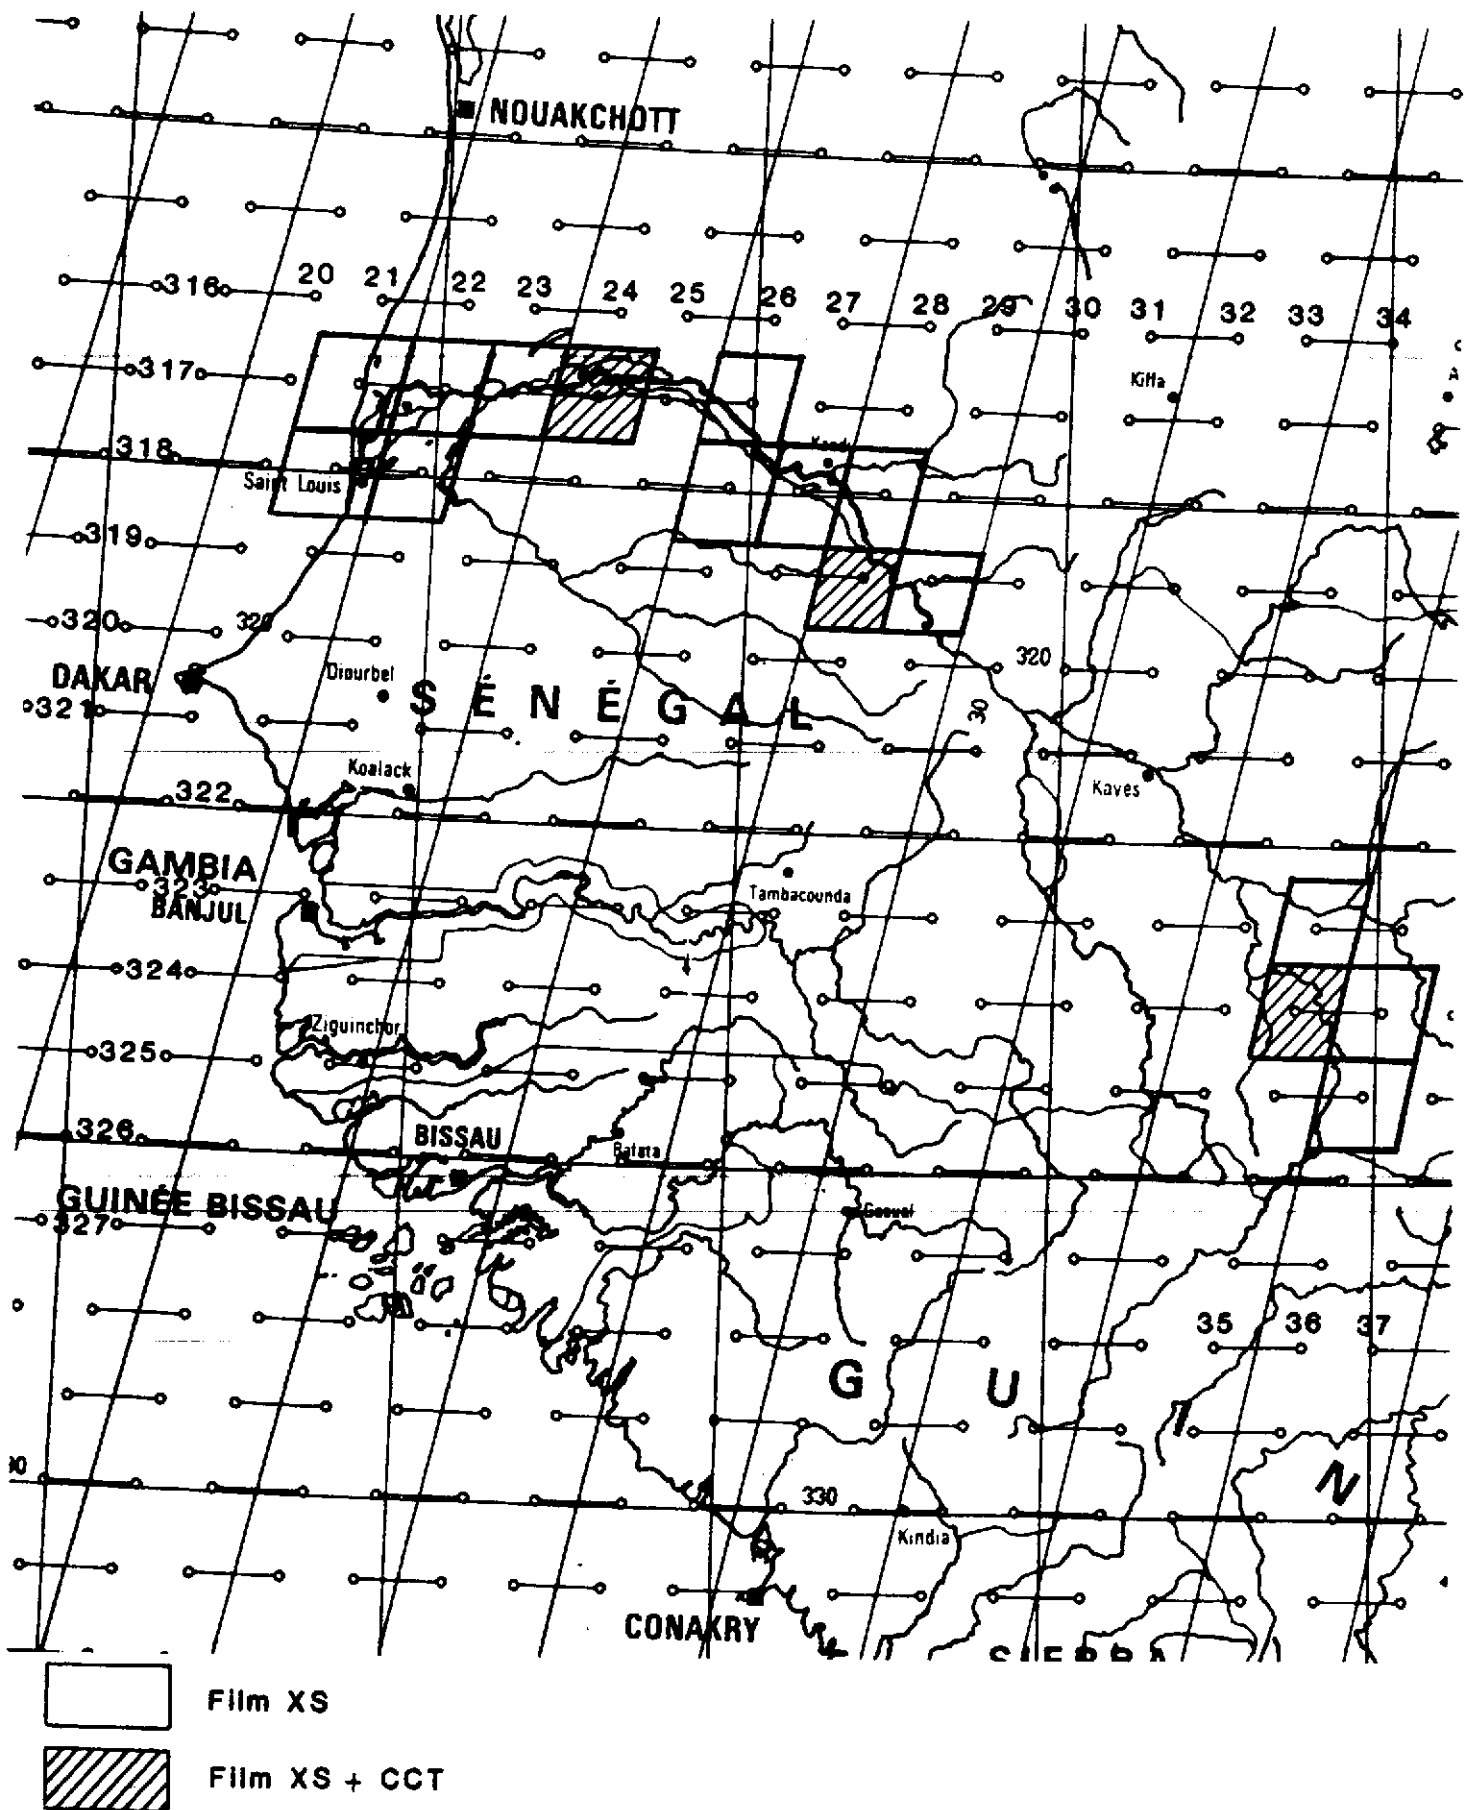 NOUAKCHOTT
316 20 21 22 23 24 25 26 27 28 29 30 31 32 33 34
317
Kiffa
A
318
Saint Louis
319
320
320
320
DAKAR
Diourbel
SÉNÉGAL
321
30
Koalack
Kayes
322
GAMBIA
323
BANJUL
Tambacounda
324
Ziguinchor
325
326
BISSAU
Bafata
GUINÉE BISSAU
327
Gaoual
35 36 37
G U I N
330
Kindia
CONAKRY
SIERRA
Film XS
Film XS + CCT